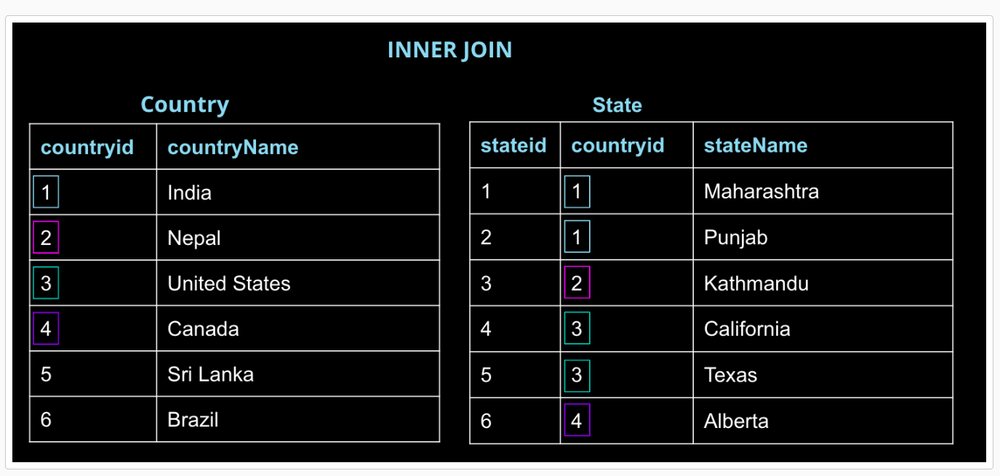 INNER JOIN
Country
countryid countryName
1 India
2 Nepal
3 United States
4 Canada
5 Sri Lanka
6 Brazil
State
stateid countryid stateName
1 1 Maharashtra
2 1 Punjab
3 2 Kathmandu
4 3 California
5 3 Texas
6 4 Alberta